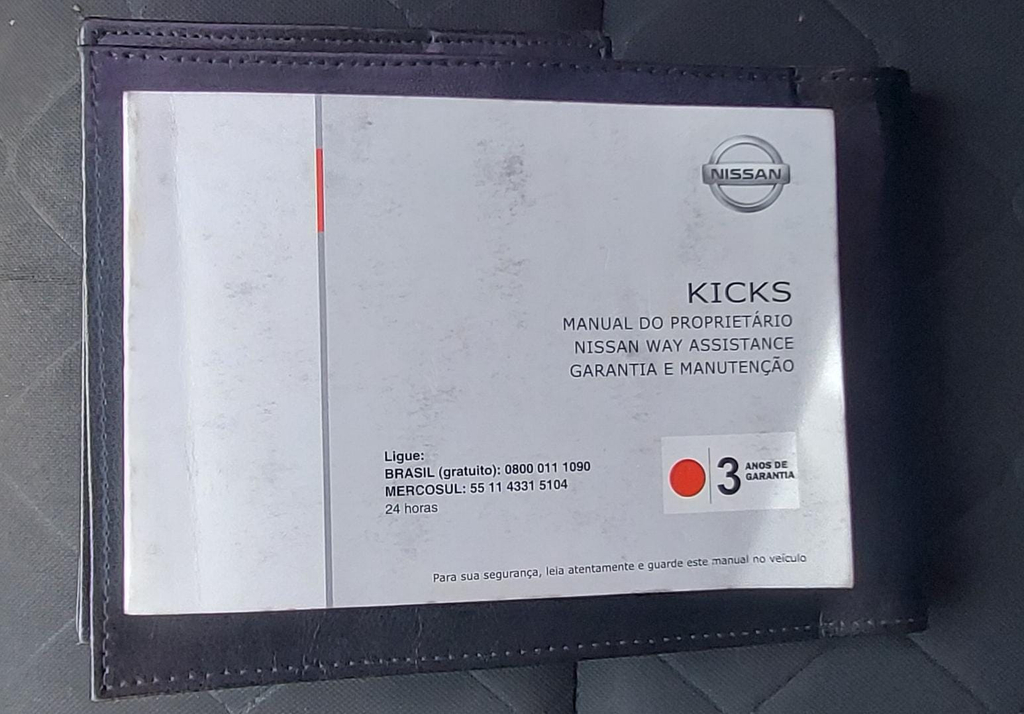 NISSAN
KICKS
MANUAL DO PROPRIETÁRIO
NISSAN WAY ASSISTANCE
GARANTIA E MANUTENÇÃO
Ligue:
BRASIL (gratuito): 0800 011 1090
MERCOSUL: 55 11 4331 5104
24 horas
3 ANOS DE
GARANTIA
Para sua segurança, leia atentamente e guarde este manual no veículo